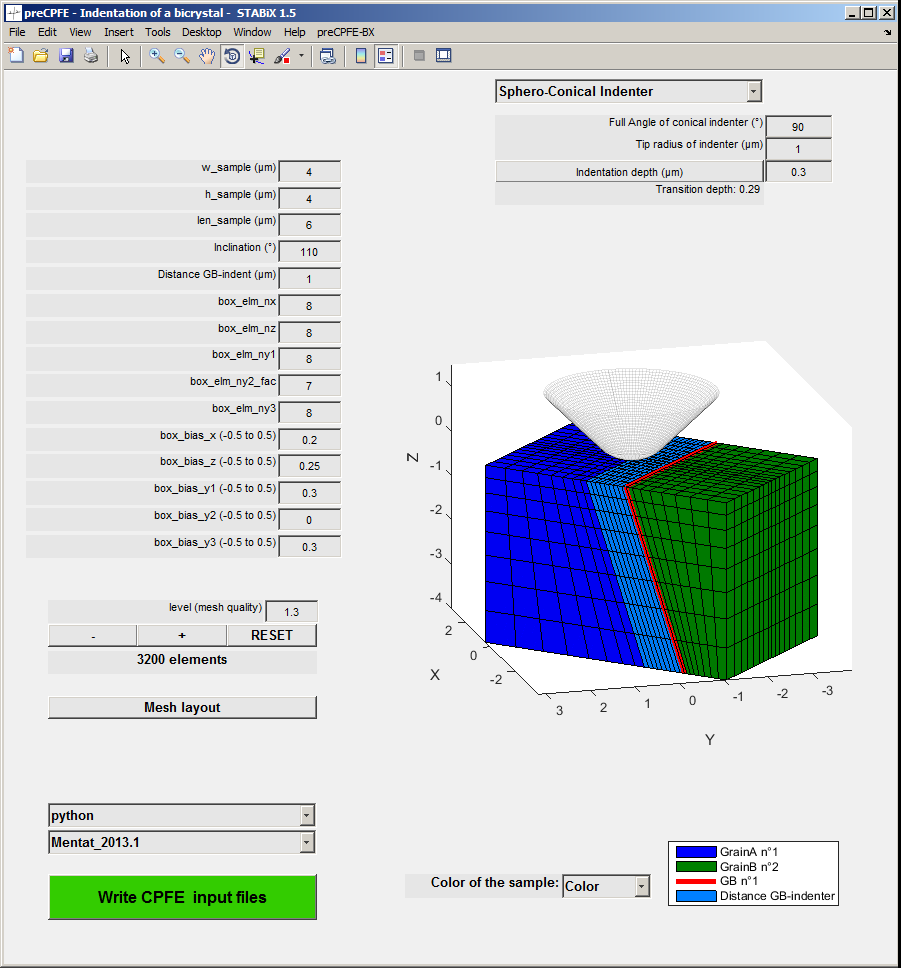 preCPFE - Indentation of a bicrystal - STABiX 1.5
File Edit View Insert Tools Desktop Window Help preCPFE-BX
Sphero-Conical Indenter
Full Angle of conical indenter (°) 90
Tip radius of indenter (µm) 1
Indentation depth (µm) 0.3
Transition depth: 0.29
w_sample (µm) 4
h_sample (µm) 4
len_sample (µm) 6
Inclination (°) 110
Distance GB-indent (µm) 1
box_elm_nx 8
box_elm_nz 8
box_elm_ny1 8
box_elm_ny2_fac 7
box_elm_ny3 8
box_bias_x (-0.5 to 0.5) 0.2
box_bias_z (-0.5 to 0.5) 0.25
box_bias_y1 (-0.5 to 0.5) 0.3
box_bias_y2 (-0.5 to 0.5) 0
box_bias_y3 (-0.5 to 0.5) 0.3
level (mesh quality) 1.3
- + RESET
3200 elements
Mesh layout
1
0
-1
-2
-3
-4
Z
2
0
-2
X
3 2 1 0 -1 -2 -3
Y
python
Mentat_2013.1
Write CPFE input files
Color of the sample: Color
GrainA n°1
GrainB n°2
GB n°1
Distance GB-indenter